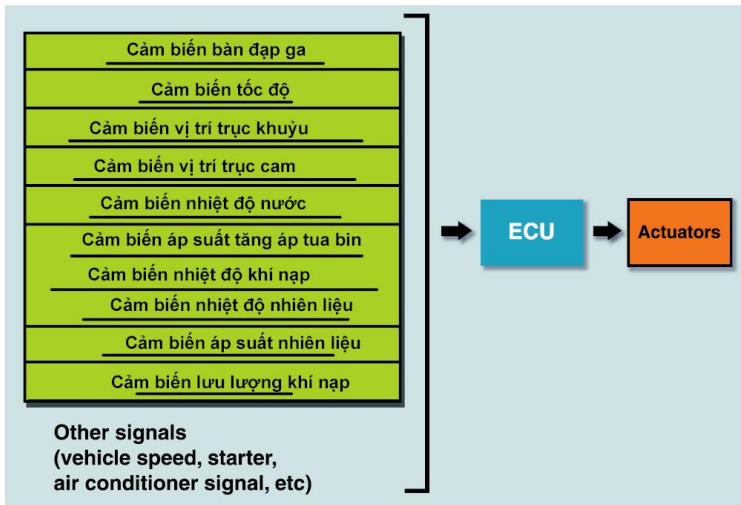 Cảm biến bàn đạp ga
Cảm biến tốc độ
Cảm biến vị trí trục khuỷu
Cảm biến vị trí trục cam
Cảm biến nhiệt độ nước
Cảm biến áp suất tăng áp tua bin
Cảm biến nhiệt độ khí nạp
Cảm biến nhiệt độ nhiên liệu
Cảm biến áp suất nhiên liệu
Cảm biến lưu lượng khí nạp
Other signals
(vehicle speed, starter,
air conditioner signal, etc)
ECU
Actuators